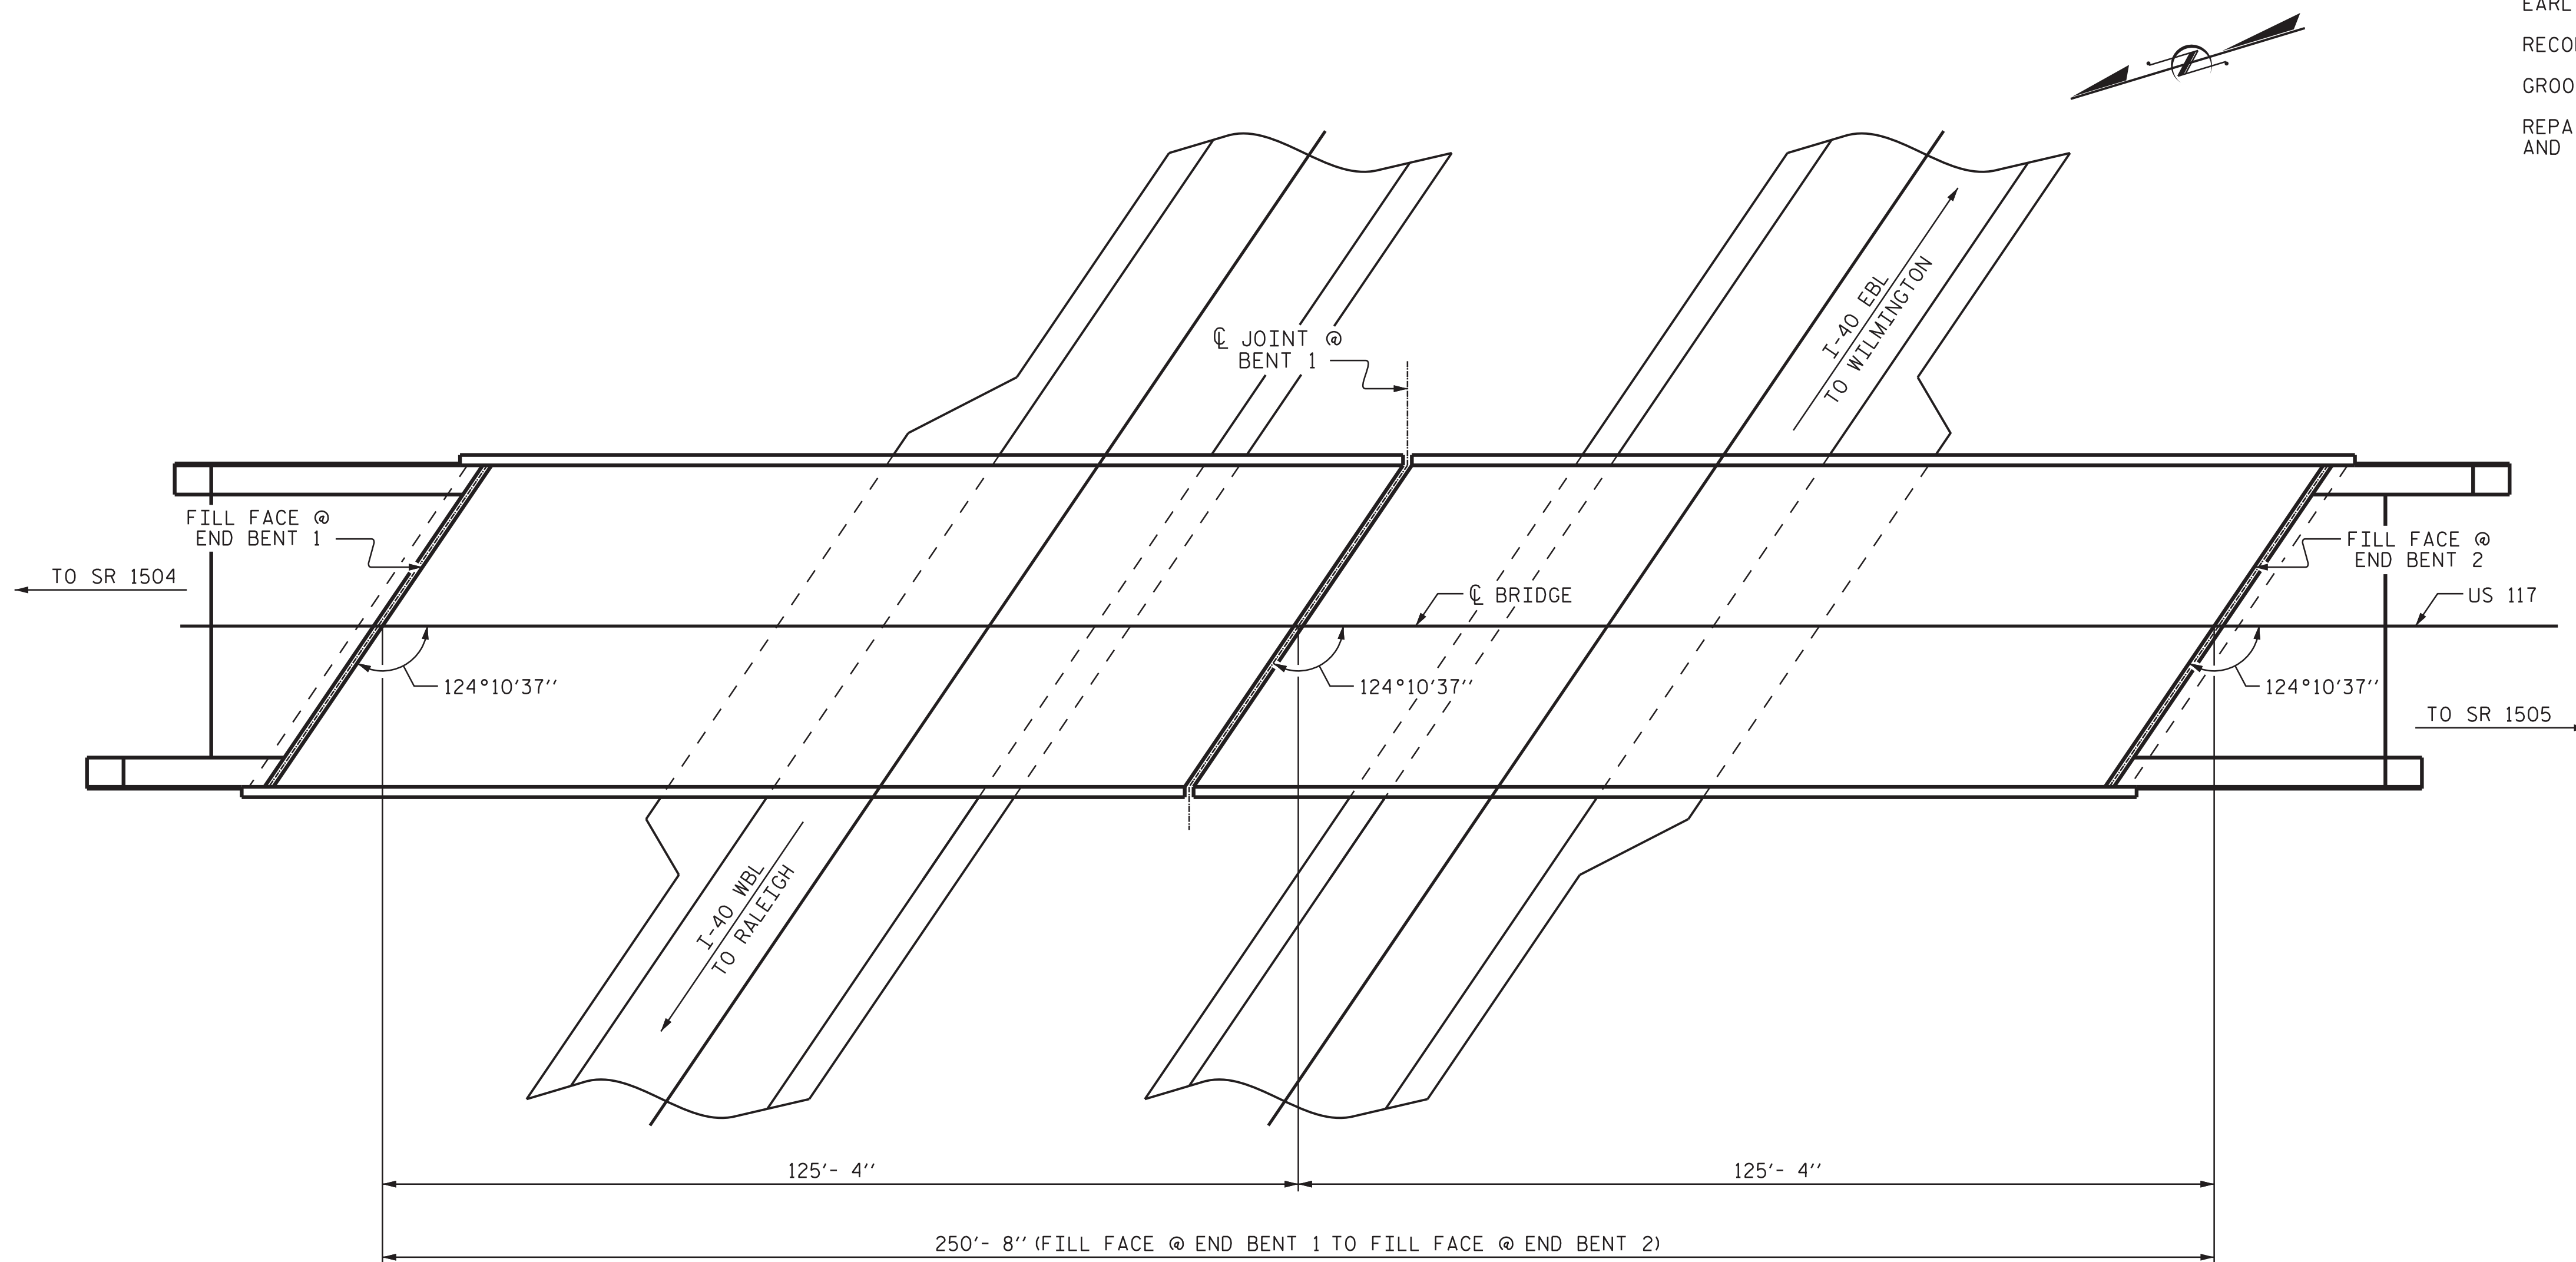 EARL
RECO
GROO
REPA
AND
N
I-40 EBL
TO WILMINGTON
℄ JOINT @
BENT 1
FILL FACE @
END BENT 1
FILL FACE @
END BENT 2
TO SR 1504
℄ BRIDGE
US 117
124°10'37''
124°10'37''
124°10'37''
TO SR 1505
I-40 WBL
TO RALEIGH
125'- 4''
125'- 4''
250'- 8'' (FILL FACE @ END BENT 1 TO FILL FACE @ END BENT 2)